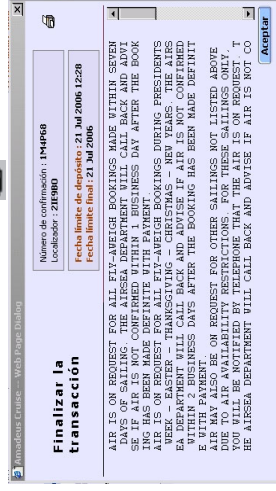 Amadeus Cruise -- Web Page Dialog
Finalizar la
transacción
Número de confirmación : 1M4P68
Localizador : 2IE9BO
Fecha límite de depósito : 21 Jul 2006 12:28
Fecha límite final : 21 Jul 2006
AIR IS ON REQUEST FOR ALL FLY-AWEIGH BOOKINGS MADE WITHIN SEVEN
DAYS OF SAILING. THE AIRSEA DEPARTMENT WILL CALL BACK AND ADVI
SE IF AIR IS NOT CONFIRMED WITHIN 1 BUSINESS DAY AFTER THE BOOK
ING HAS BEEN MADE DEFINITE WITH PAYMENT.
AIR IS ON REQUEST FOR ALL FLY-AWEIGH BOOKINGS DURING PRESIDENTS
WEEK - EASTER - THANKSGIVING - CHRISTMAS - NEW YEARS. THE AIRS
EA DEPARTMENT WILL CALL BACK AND ADVISE IF AIR IS NOT CONFIRMED
WITHIN 2 BUSINESS DAYS AFTER THE BOOKING HAS BEEN MADE DEFINIT
E WITH PAYMENT.
AIR MAY ALSO BE ON REQUEST FOR OTHER SAILINGS NOT LISTED ABOVE
DUE TO AIR AVAILABILITY RESTRICTIONS. FOR THESE SAILINGS ONLY,
YOU WILL BE NOTIFIED BY TELEPHONE THAT THE AIR IS ON REQUEST. T
HE AIRSEA DEPARTMENT WILL CALL BACK AND ADVISE IF AIR IS NOT CO
Aceptar